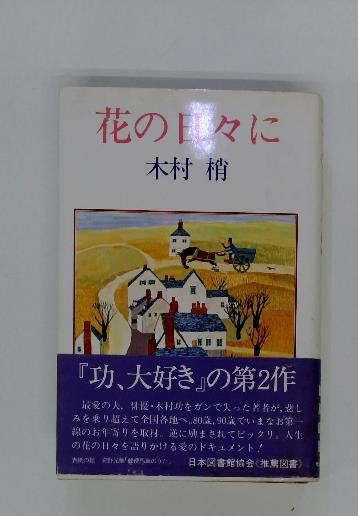 花の日々に
木村 梢
『功、大好き』の第2作
最愛の夫、俳優・木村功をガンで失った著者が、悲し
みを乗り超えて全国各地へ。80歳、90歳でいまなお第一
線のお年寄りを取材。逆に励まされてビックリ。人生
の花の日々を語りかける愛のドキュメント!
表紙の絵
日本図書館協会〈推薦図書〉